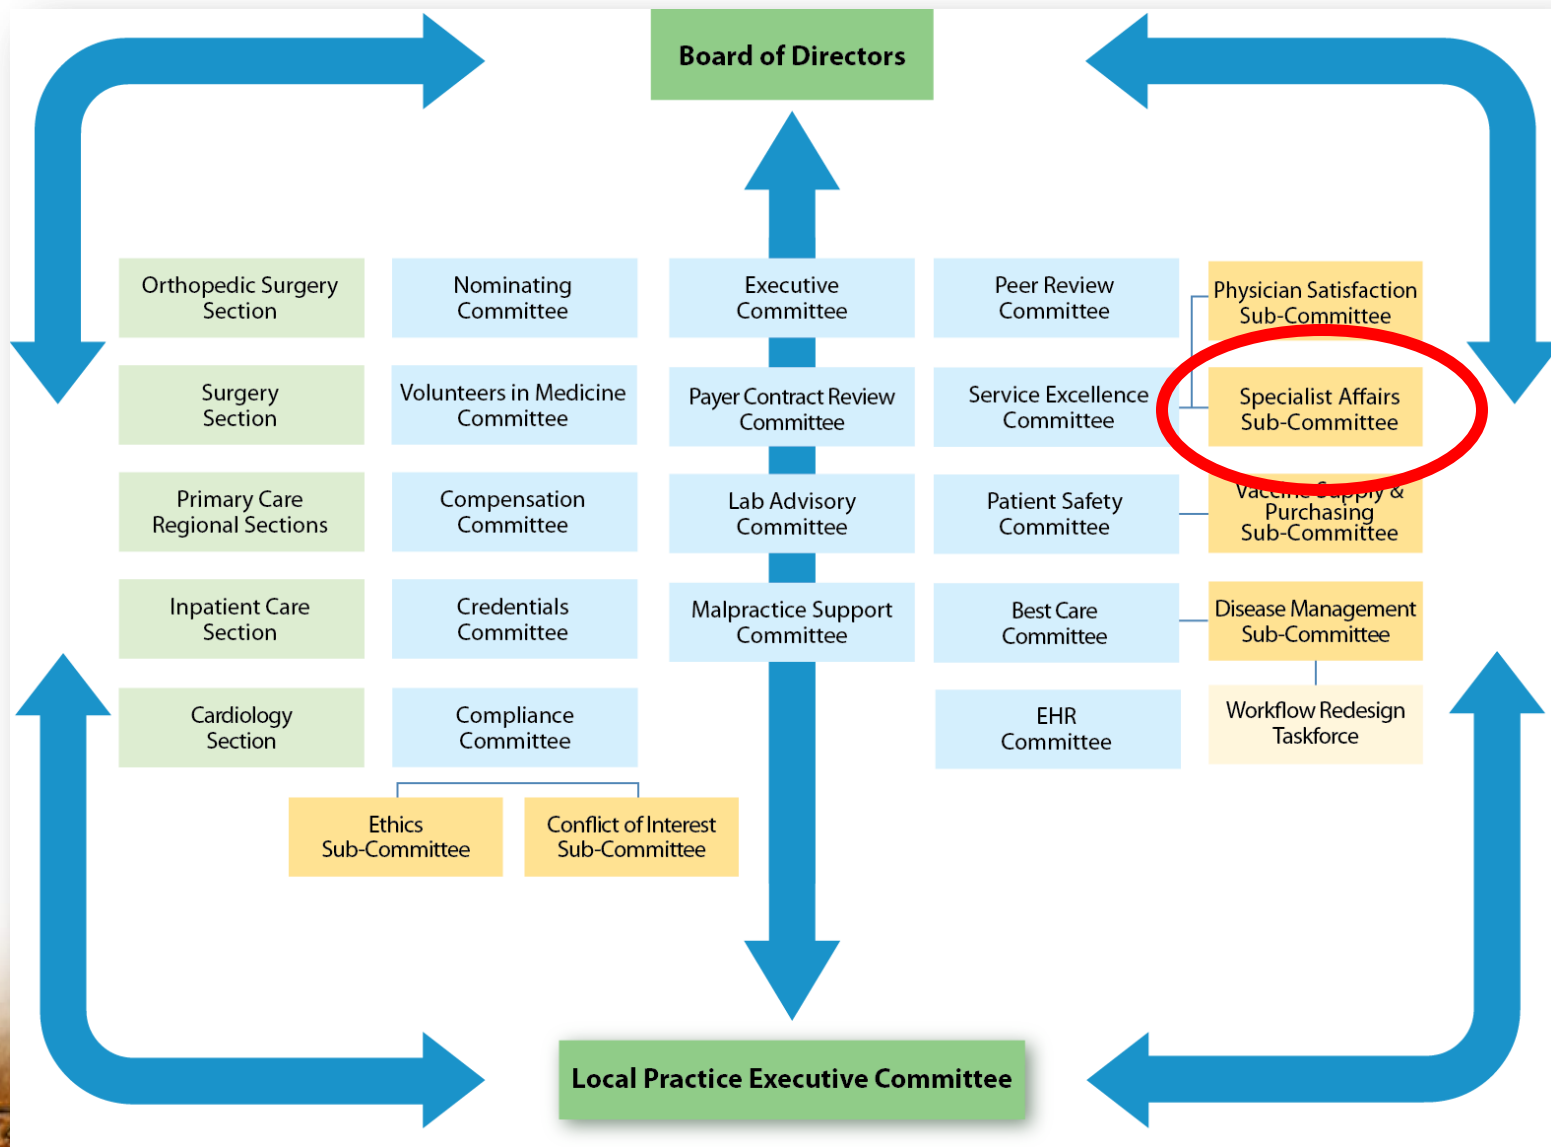 Board of Directors
Orthopedic Surgery
Section
Nominating
Committee
Executive
Committee
Peer Review
Committee
Physician Satisfaction
Sub-Committee
Surgery
Section
Volunteers in Medicine
Committee
Payer Contract Review
Committee
Service Excellence
Committee
Specialist Affairs
Sub-Committee
Primary Care
Regional Sections
Compensation
Committee
Lab Advisory
Committee
Patient Safety
Committee
Vaccine Supply &
Purchasing
Sub-Committee
Inpatient Care
Section
Credentials
Committee
Malpractice Support
Committee
Best Care
Committee
Disease Management
Sub-Committee
Cardiology
Section
Compliance
Committee
EHR
Committee
Workflow Redesign
Taskforce
Ethics
Sub-Committee
Conflict of Interest
Sub-Committee
Local Practice Executive Committee